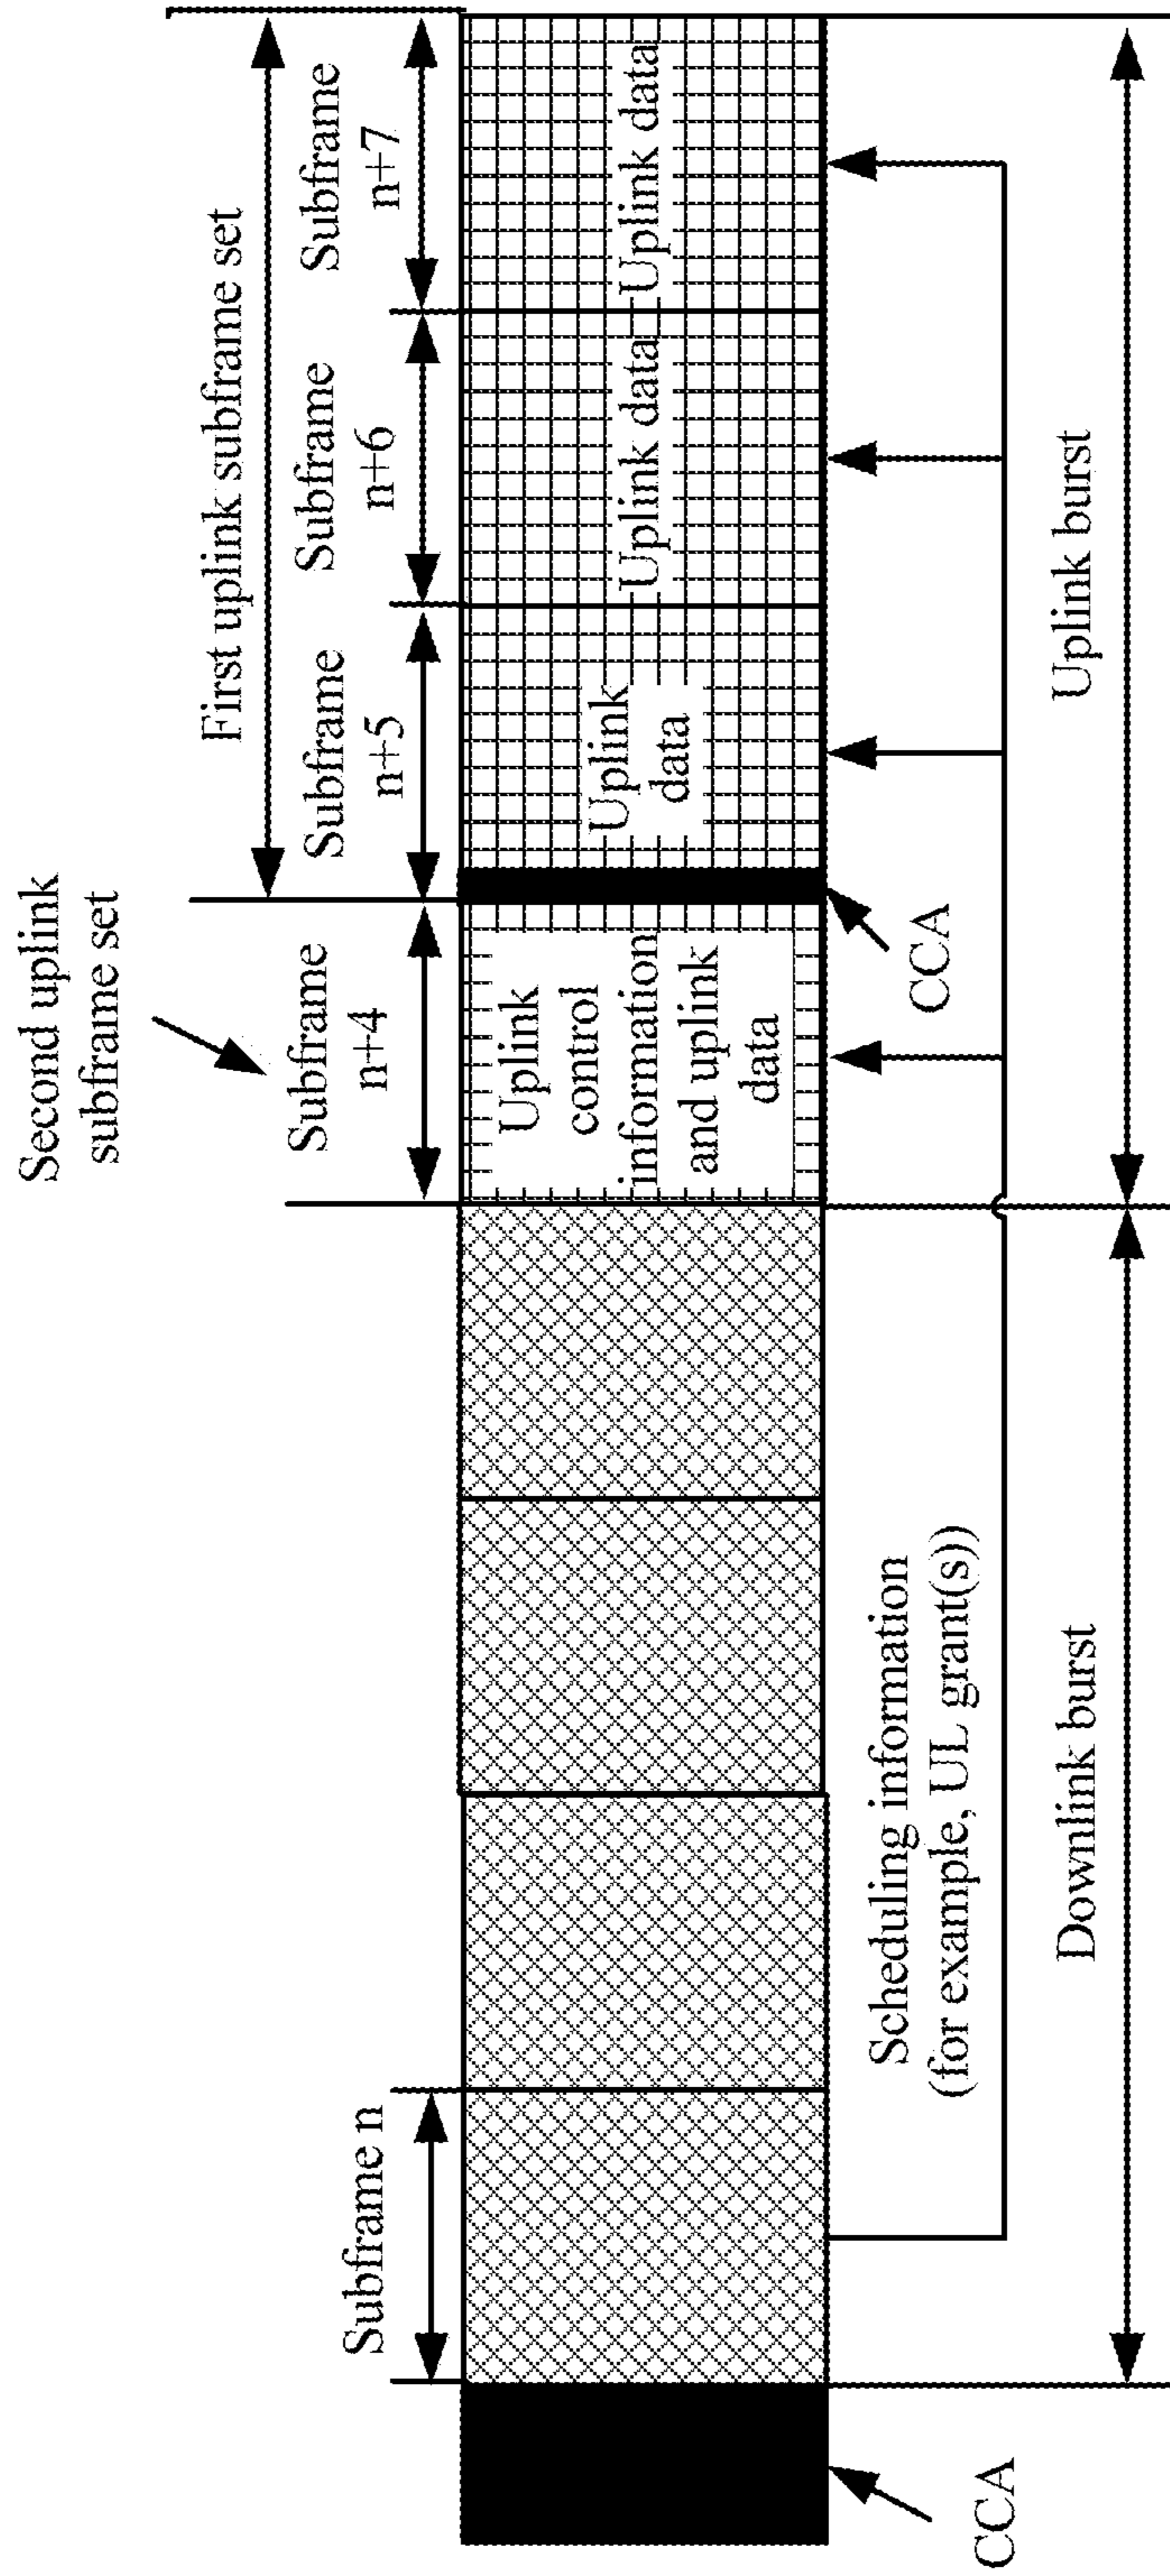 Second uplink
subframe set
First uplink subframe set
Subframe n
Subframe
n+4
Subframe
n+5
Subframe
n+6
Subframe
n+7
Uplink
control
information
and uplink
data
Uplink
data
Uplink data
Uplink data
CCA
CCA
Scheduling information
(for example, UL grant(s))
Downlink burst
Uplink burst